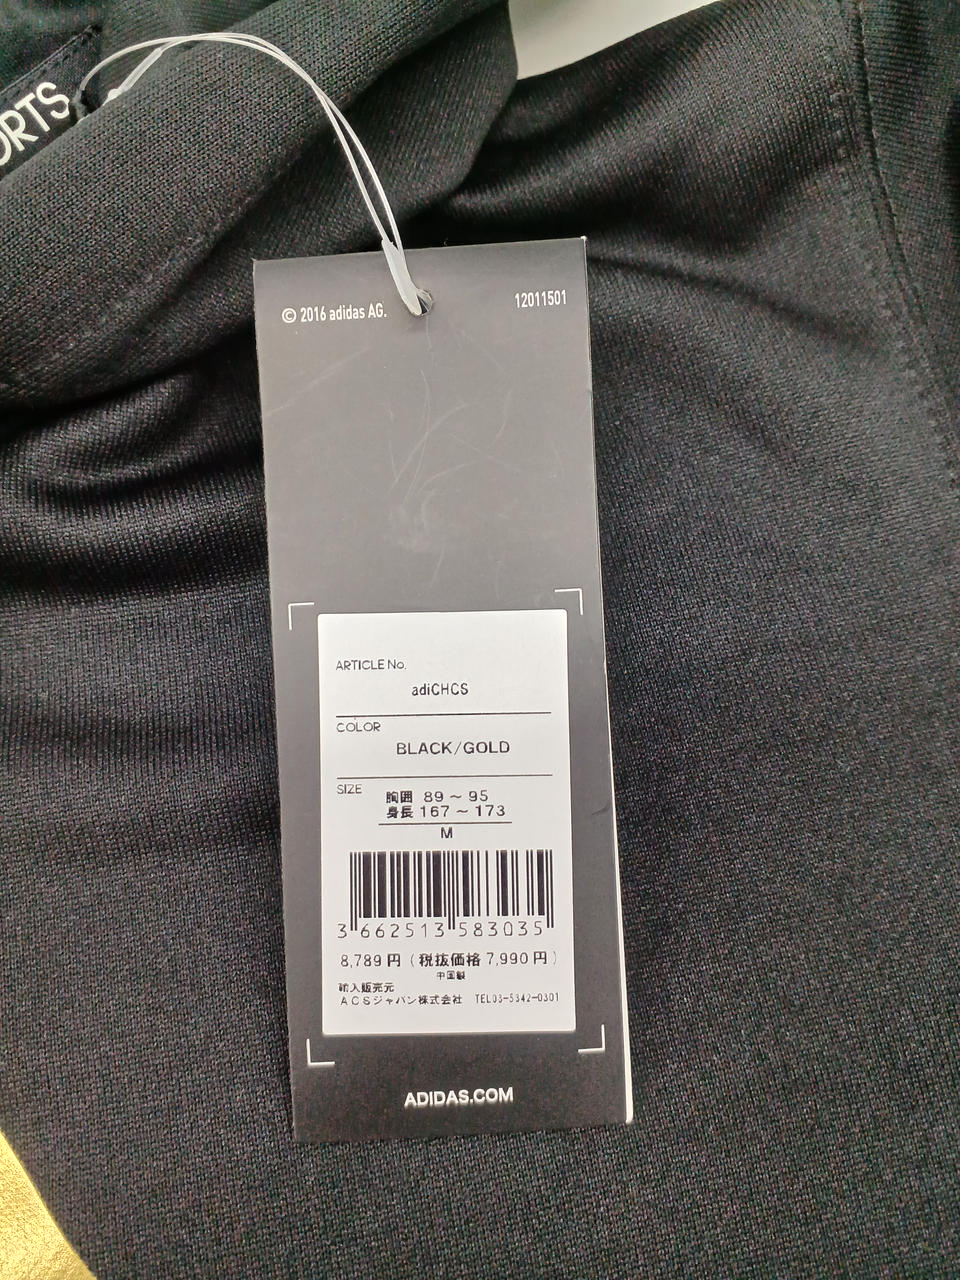 ORTS
© 2016 adidas AG.
12011501
ARTICLE No.
adiCHCS
COLOR
BLACK/GOLD
SIZE
胸囲 89 ~ 95
身長 167 ~ 173
M
3 662513 583035
8,789 円 ( 税抜価格 7,990 円 )
中国製
輸入販売元
ACSジャパン株式会社 TEL03-5342-0301
ADIDAS.COM